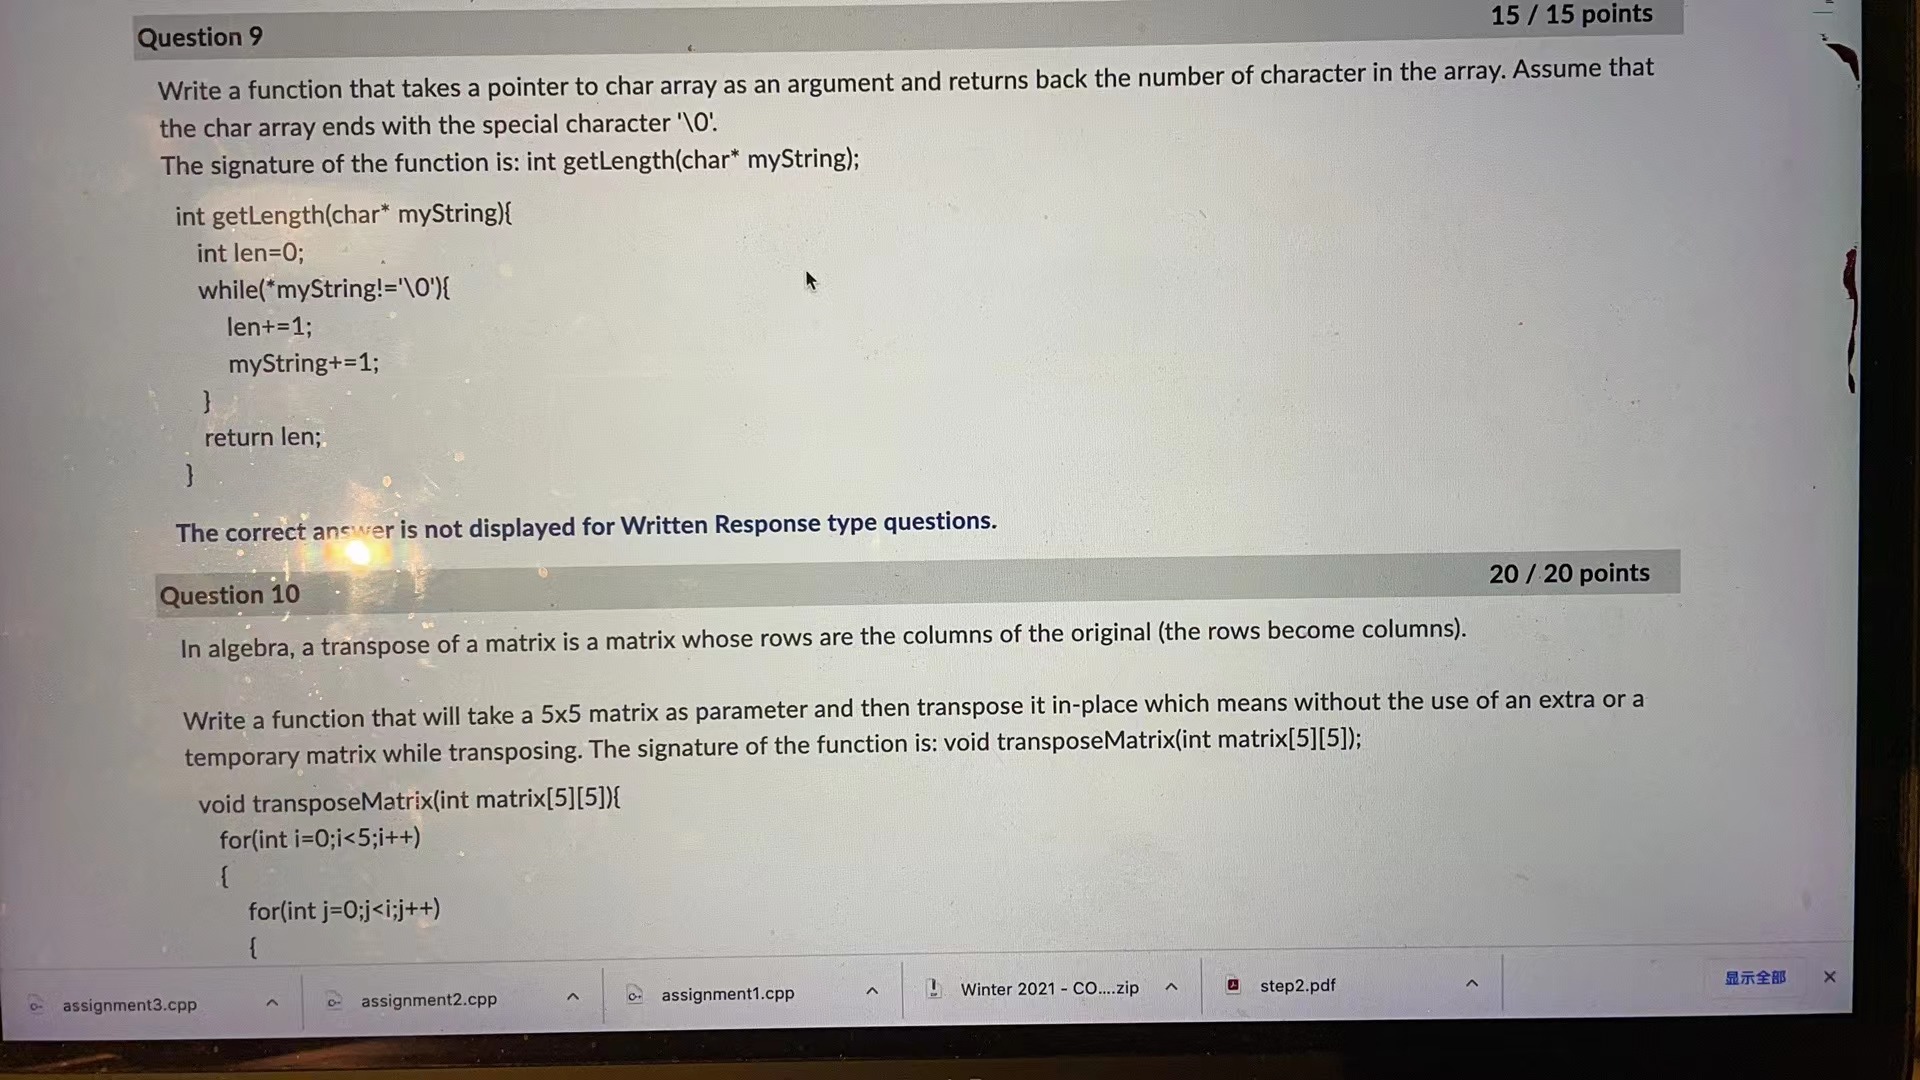 Question 9
15 / 15 points
Write a function that takes a pointer to char array as an argument and returns back the number of character in the array. Assume that
the char array ends with the special character '\0'.
The signature of the function is: int getLength(char* myString);
int getLength(char* myString){
int len=0;
while(*myString!='\0'){
len+=1;
myString+=1;
}
return len;
}
The correct answer is not displayed for Written Response type questions.
Question 10
20 / 20 points
In algebra, a transpose of a matrix is a matrix whose rows are the columns of the original (the rows become columns).
Write a function that will take a 5x5 matrix as parameter and then transpose it in-place which means without the use of an extra or a
temporary matrix while transposing. The signature of the function is: void transposeMatrix(int matrix[5][5]);
void transposeMatrix(int matrix[5][5]){
for(int i=0;i<5;i++)
{
for(int j=0;j<i;j++)
{
assignment3.cpp
assignment2.cpp
assignment1.cpp
Winter 2021 - CO....zip
step2.pdf
显示全部